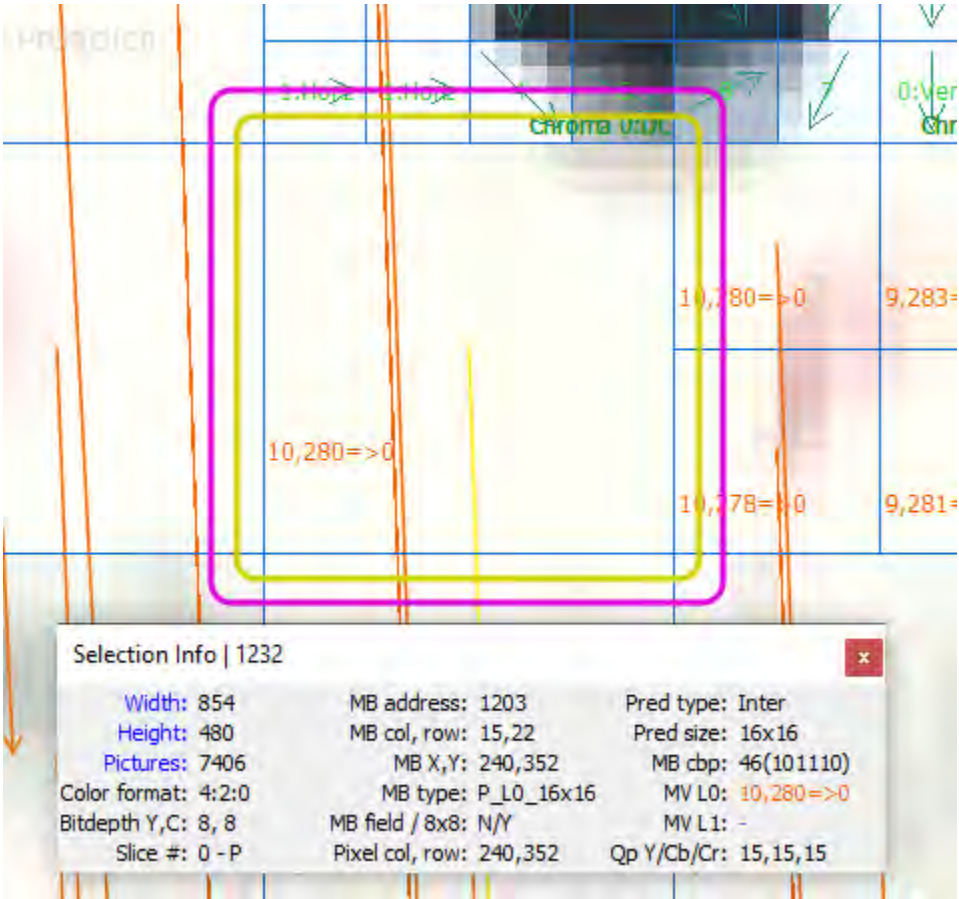 1:Horz 1:Horz 0:Ver
Chroma 0:DC Chr
10,280=>0 9,283=
10,280=>0
10,278=>0 9,281=
Selection Info | 1232
x
Width: 854 MB address: 1203 Pred type: Inter
Height: 480 MB col, row: 15,22 Pred size: 16x16
Pictures: 7406 MB X,Y: 240,352 MB cbp: 46(101110)
Color format: 4:2:0 MB type: P_L0_16x16 MV L0: 10,280=>0
Bitdepth Y,C: 8, 8 MB field / 8x8: N/Y MV L1: -
Slice #: 0 - P Pixel col, row: 240,352 Qp Y/Cb/Cr: 15,15,15